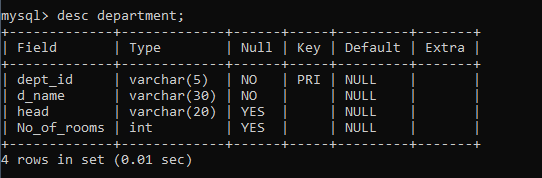 mysql> desc department;
+-------------+-------------+------+-----+---------+-------+
| Field       | Type        | Null | Key | Default | Extra |
+-------------+-------------+------+-----+---------+-------+
| dept_id     | varchar(5)  | NO   | PRI | NULL    |       |
| d_name      | varchar(30) | NO   |     | NULL    |       |
| head        | varchar(20) | YES  |     | NULL    |       |
| No_of_rooms | int         | YES  |     | NULL    |       |
+-------------+-------------+------+-----+---------+-------+
4 rows in set (0.01 sec)